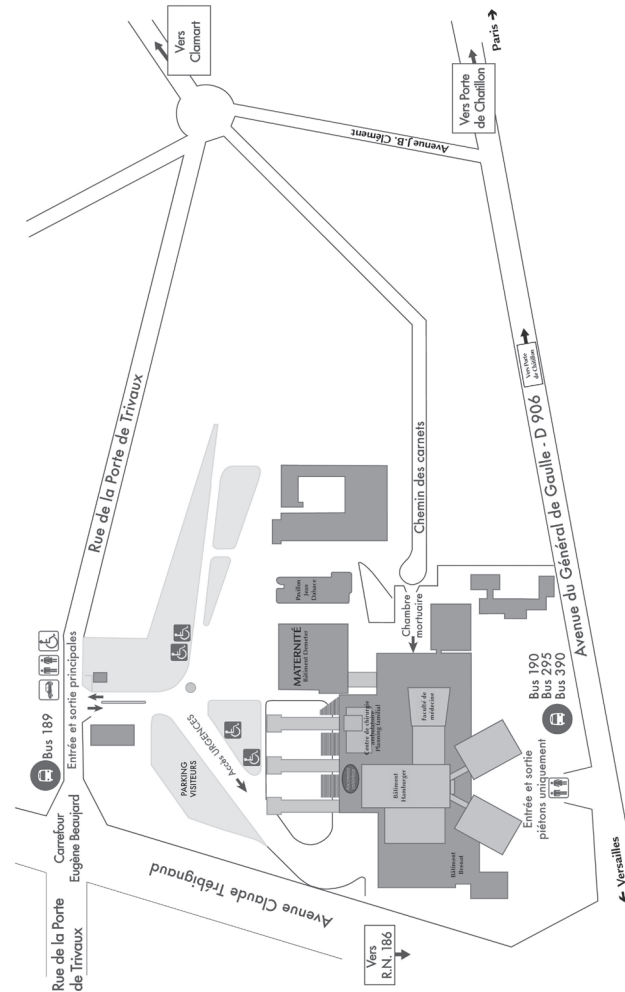 Vers
Clamart
Paris →
Vers Porte
de Chatillon
Avenue J.B. Clément
Rue de la Porte de Trivaux
Vers Porte
de Châtillon
Avenue du Général de Gaulle - D 906
Chemin des carnets
Bus 189
Entrée et sortie principales
Carrefour
Eugène Beaujard
Rue de la Porte
de Trivaux
Avenue Claude Trébignaud
PARKING
VISITEURS
Accès URGENCES
MATERNITÉ
Pavillon
Jean
Dalsace
Chambre
mortuaire
Centre de chirurgie
ambulatoire
Planning familial
Faculté de
médecine
Bâtiment
Hamburger
Bâtiment
Bus 190
Bus 295
Bus 390
Entrée et sortie
piétons uniquement
Vers
R.N. 186
← Versailles